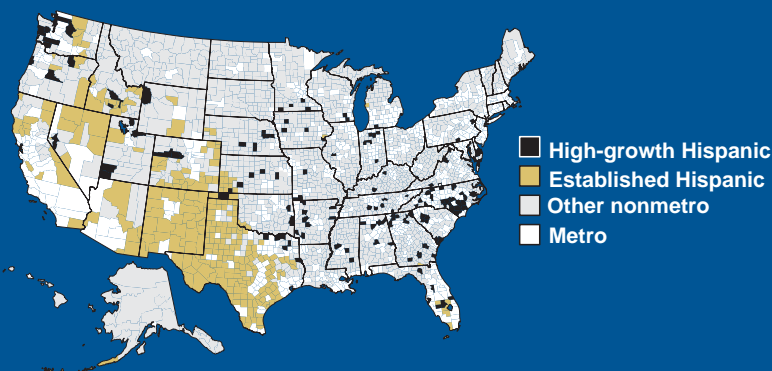 High-growth Hispanic
Established Hispanic
Other nonmetro
Metro